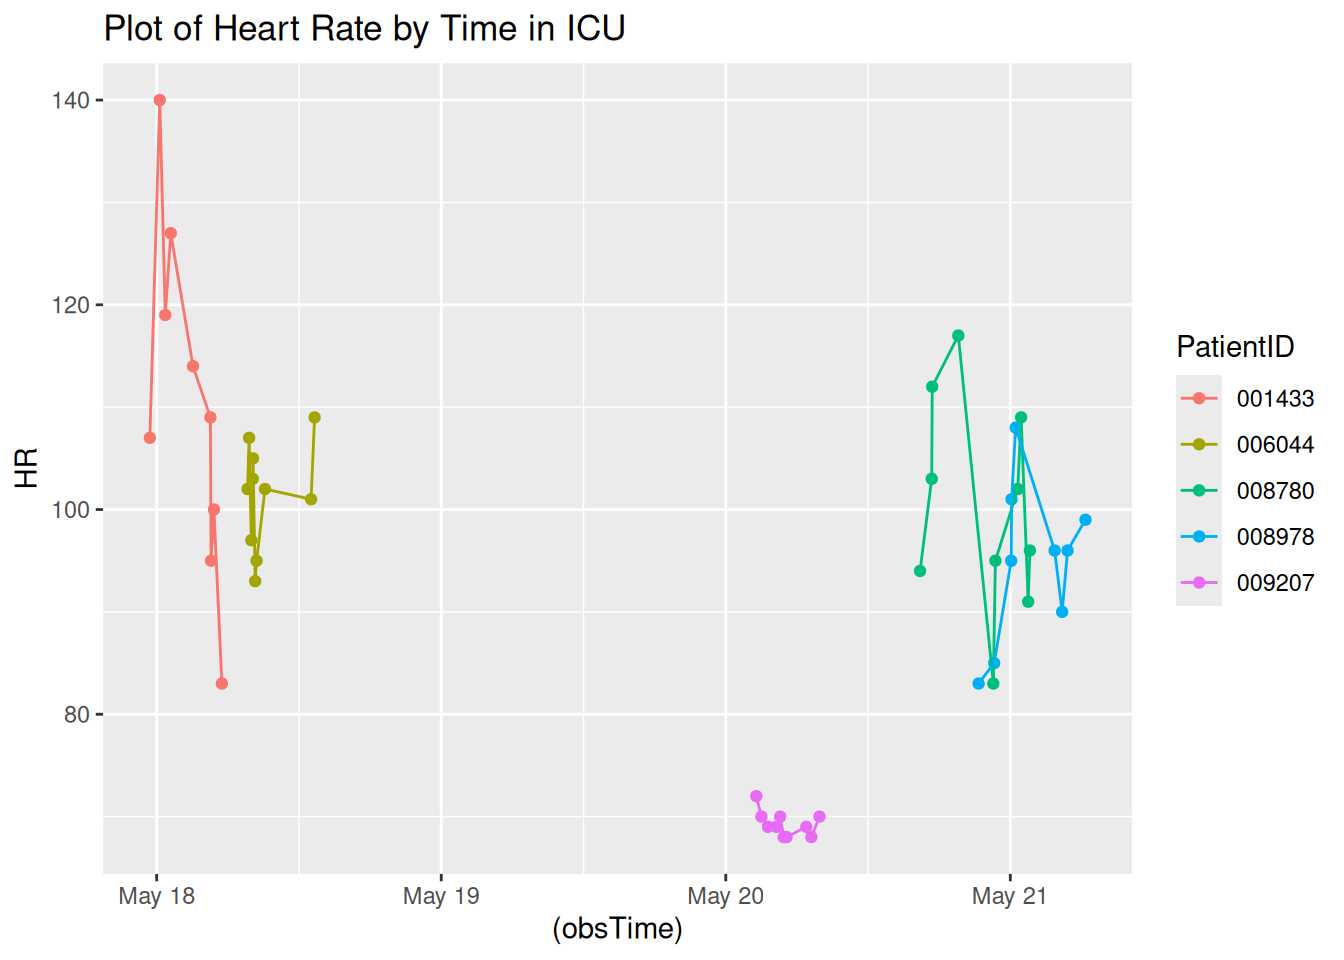 Plot of Heart Rate by Time in ICU
140
120
100
80
HR
May 18
May 19
May 20
May 21
(obsTime)
PatientID
001433
006044
008780
008978
009207